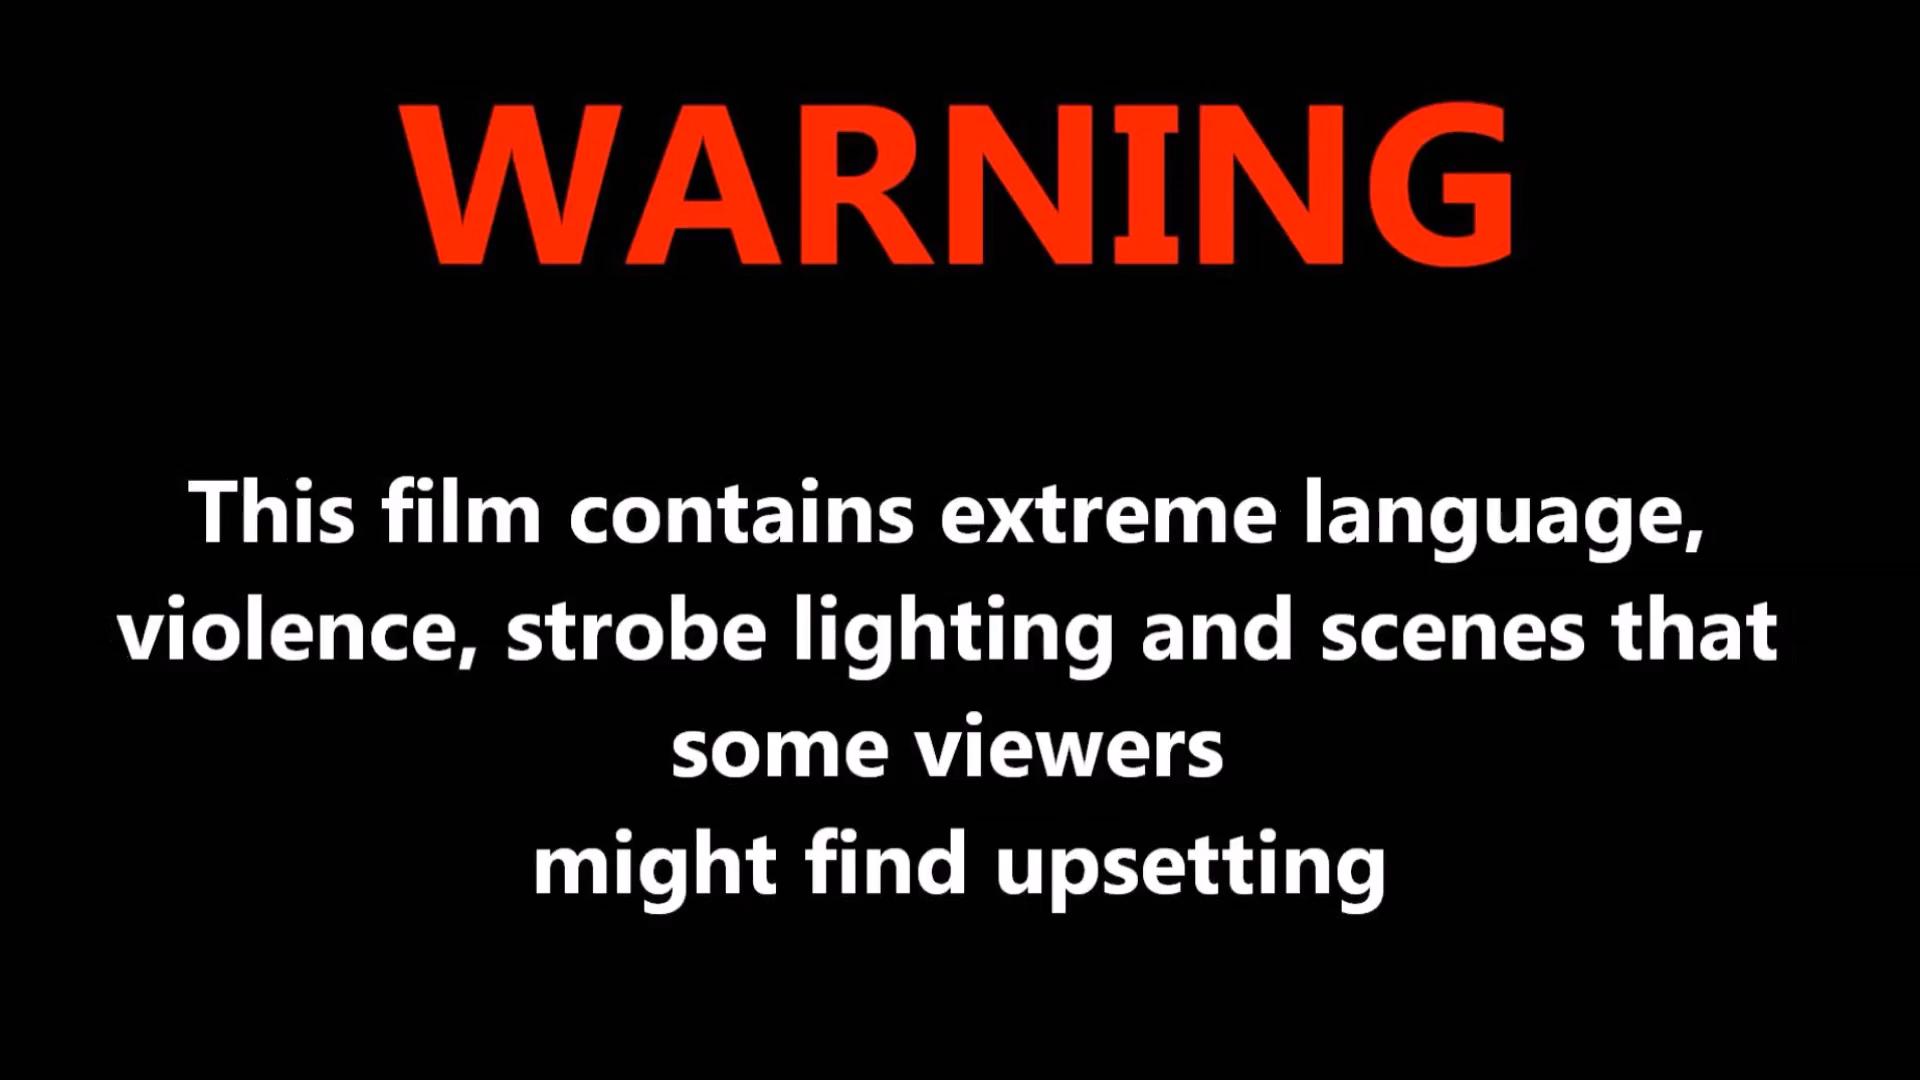 WARNING
This film contains extreme language,
violence, strobe lighting and scenes that
some viewers
might find upsetting